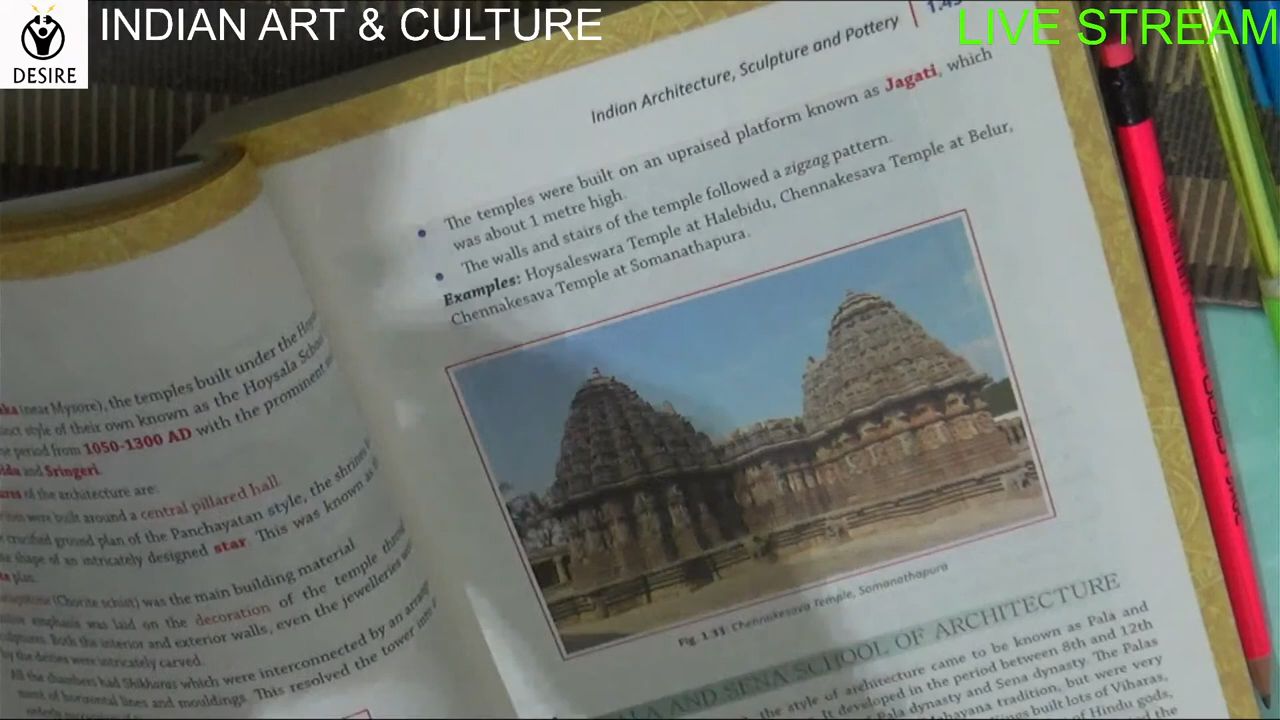 INDIAN ART & CULTURE
LIVE STREAM
DESIRE
Indian Architecture, Sculpture and Pottery
The temples were built on an upraised platform known as Jagati, which
was about 1 metre high.
The walls and stairs of the temple followed a zigzag pattern.
Examples: Hoysaleswara Temple at Halebidu, Chennakesava Temple at Belur,
Chennakesava Temple at Somanathapura.
Fig. 1.31: Chennakesava Temple, Somanathapura
AND SENA SCHOOL OF ARCHITECTURE
the style of architecture came to be known as Pala and
It developed in the period between 8th and 12th
Pala dynasty and Sena dynasty. The Palas
Mahayana tradition, but were very
built lots of Viharas,
of Hindu gods,
the
(near Mysore), the temples built under the
style of their own known as the Hoysala
period from 1050-1300 AD with the prominent
and Sringeri.
of the architecture are:
were built around a central pillared hall.
crucified ground plan of the Panchayatan style, the shrines
shape of an intricately designed star. This was known as
plan.
(Chorite schist) was the main building material
emphasis was laid on the decoration of the temple
Both the interior and exterior walls, even the jewelleries
by the deities were intricately carved.
All the chambers had Shikharas which were interconnected by an
of horizontal lines and mouldings. This resolved the tower